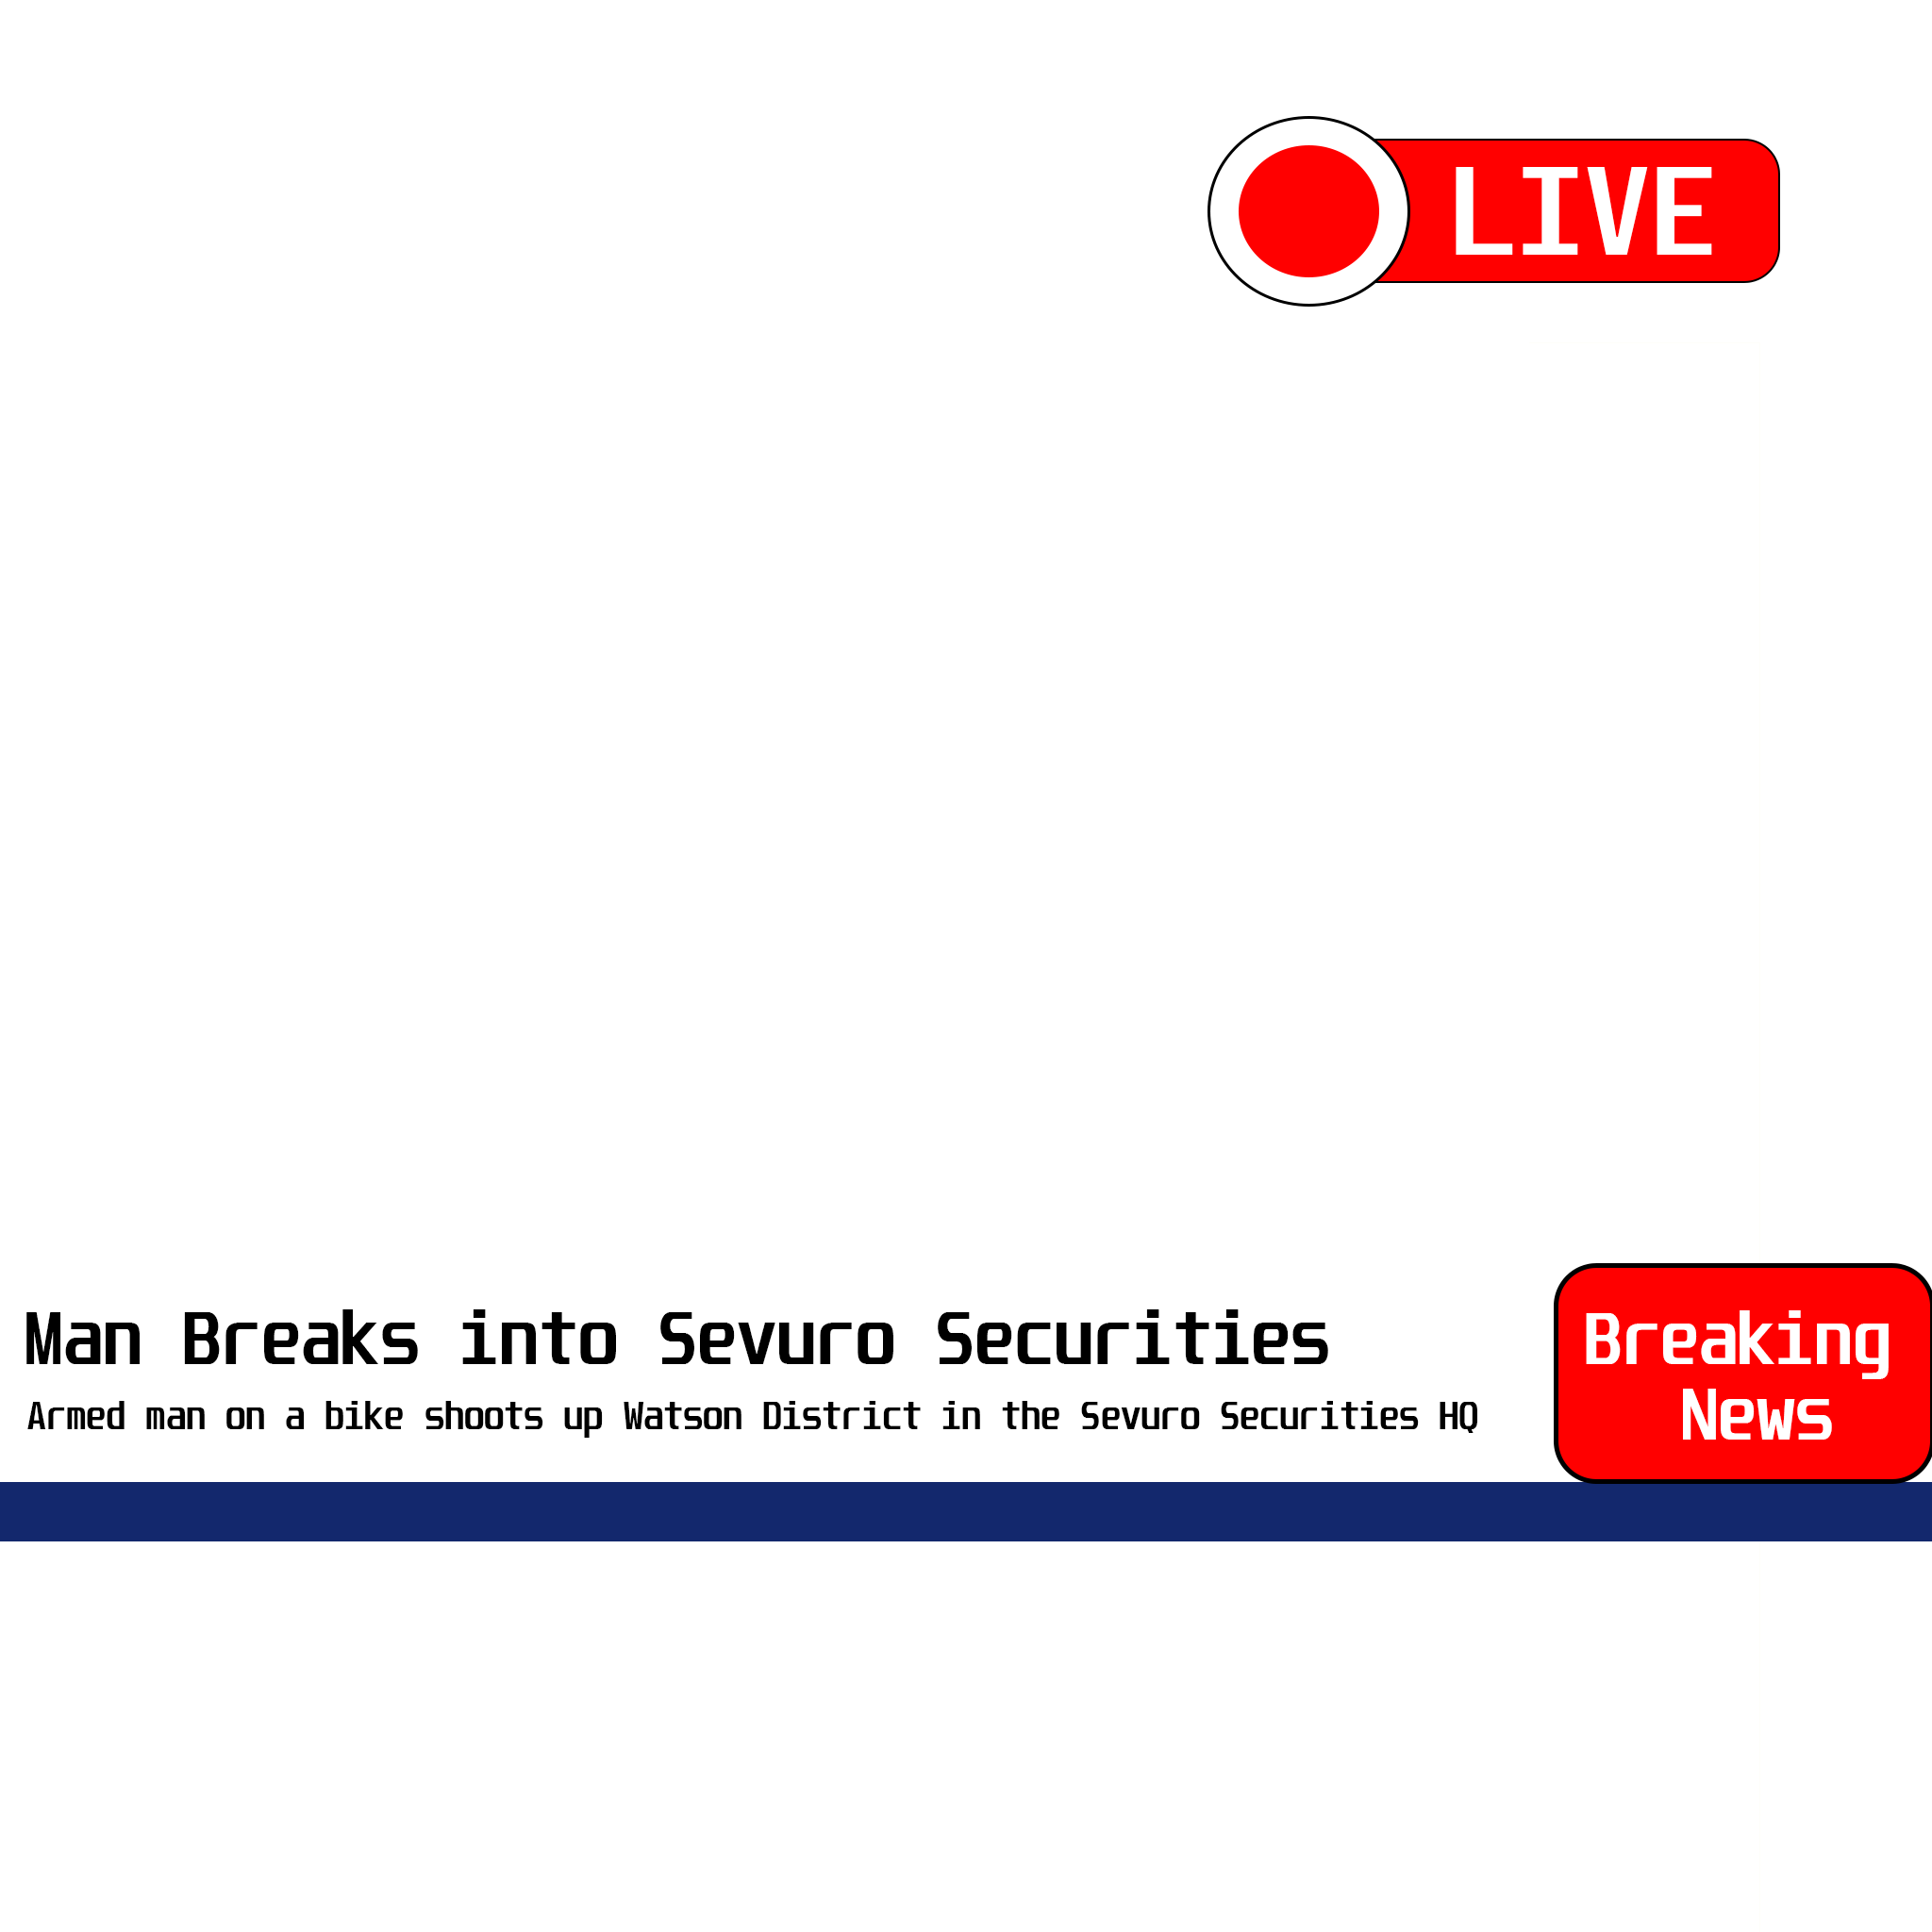 LIVE
Man Breaks into Sevuro Securities
Armed man on a bike shoots up Watson District in the Sevuro Securities HQ
Breaking
News